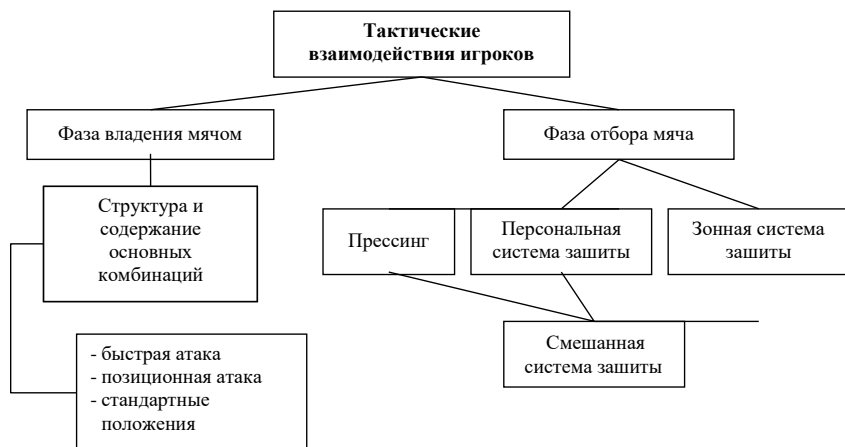 Тактические
взаимодействия игроков
Фаза владения мячом
Фаза отбора мяча
Структура и
содержание
основных
комбинаций
Прессинг
Персональная
система зашиты
Зонная система
зашиты
Смешанная
система зашиты
- быстрая атака
- позиционная атака
- стандартные
положения